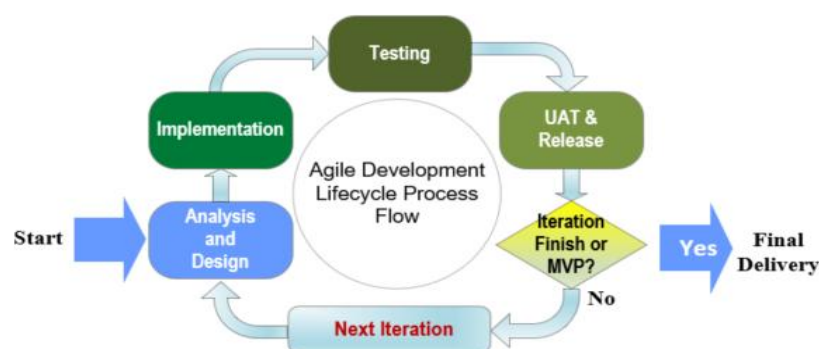 Start
Analysis
and
Design
Implementation
Testing
UAT &
Release
Iteration
Finish or
MVP?
Yes
Final
Delivery
No
Next Iteration
Agile Development
Lifecycle Process
Flow